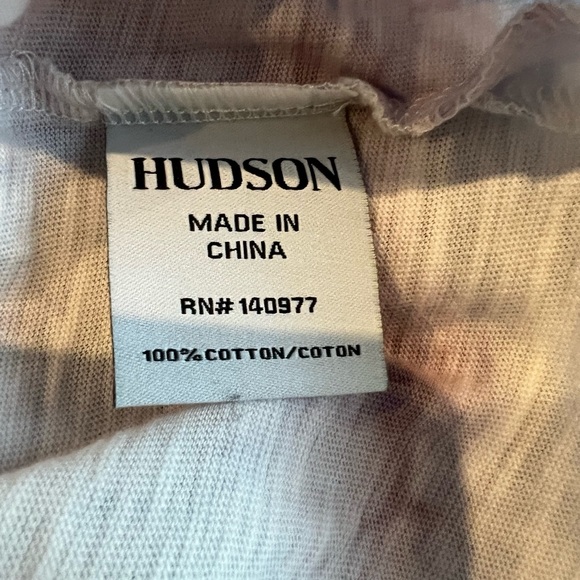 HUDSON
MADE IN
CHINA
RN# 140977
100% COTTON/COTON